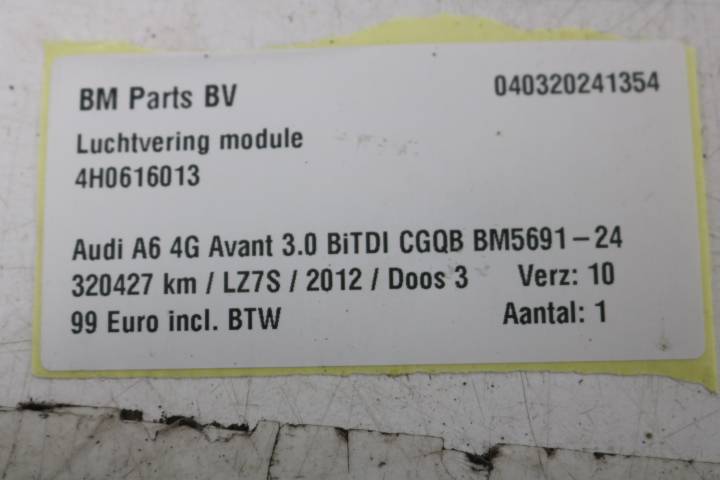 BM Parts BV 040320241354
Luchtvering module
4H0616013
Audi A6 4G Avant 3.0 BiTDI CGQB BM5691-24
320427 km / LZ7S / 2012 / Doos 3 Verz: 10
99 Euro incl. BTW Aantal: 1